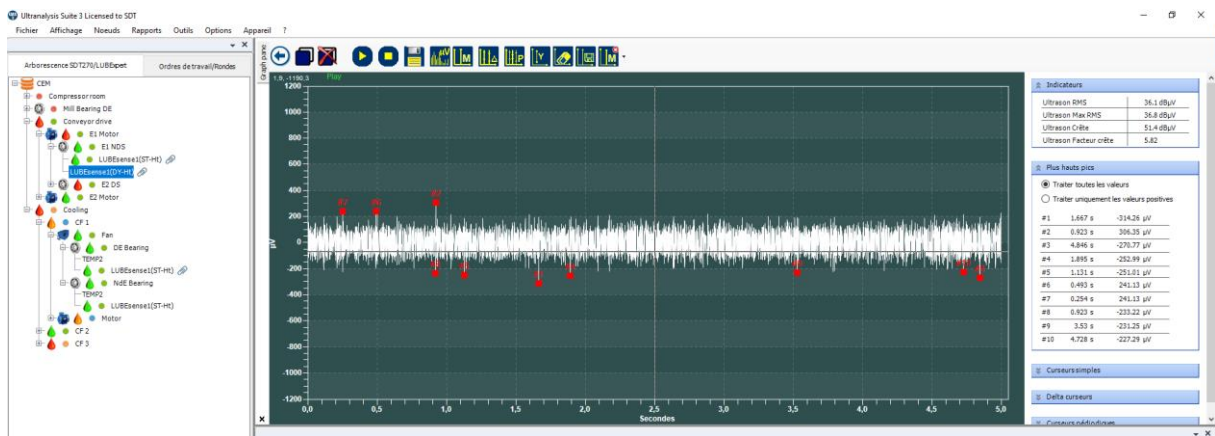 Ultranalysis Suite 3 Licensed to SDT
Fichier Affichage Noeuds Rapports Outils Options Appareil ?
Arborescence SDT270/LUBExpert
Ordres de travail/Rondes
CEM
Compressor room
Mill Bearing DE
Conveyor drive
E1 Motor
E1 NDS
LUBEsense1(ST-Ht)
LUBEsense1(DY-Ht)
E2 DS
E2 Motor
Cooling
CF 1
Fan
DE Bearing
TEMP2
LUBEsense1(ST-Ht)
NdE Bearing
TEMP2
LUBEsense1(ST-Ht)
Motor
CF 2
CF 3
Graph pane
1,9, -1190,3 Play
1200
1000
800
600
400
200
0
-200
-400
-600
-800
-1000
-1200
µV
0,0 0,5 1,0 1,5 2,0 2,5 3,0 3,5 4,0 4,5 5,0
Secondes
Indicateurs
Ultrason RMS 36.1 dBµV
Ultrason Max RMS 36.8 dBµV
Ultrason Crête 51.4 dBµV
Ultrason Facteur crête 5.82
Plus hauts pics
Traiter toutes les valeurs
Traiter uniquement les valeurs positives
#1 1.667 s -314.26 µV
#2 0.923 s 306.35 µV
#3 4.846 s -270.77 µV
#4 1.895 s -252.99 µV
#5 1.131 s -251.01 µV
#6 0.493 s 241.13 µV
#7 0.254 s 241.13 µV
#8 0.923 s -233.22 µV
#9 3.53 s -231.25 µV
#10 4.728 s -227.29 µV
Curseurs simples
Delta curseurs
Curseurs périodiques